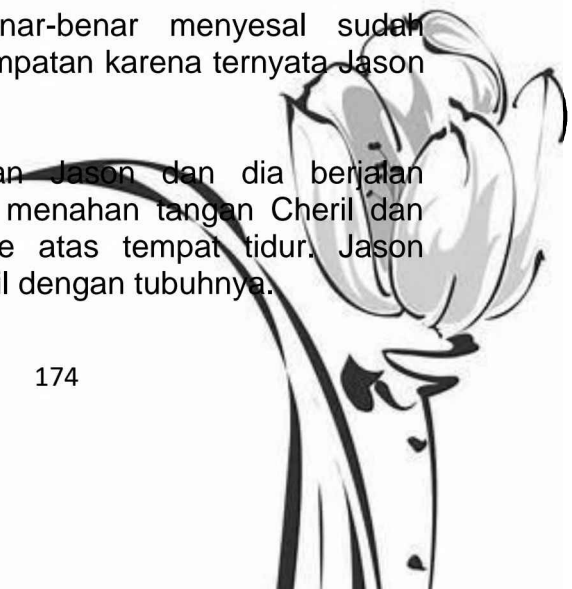 nar-benar menyesal sudah
mpatan karena ternyata Jason
an Jason dan dia berjalan
menahan tangan Cheril dan
e atas tempat tidur. Jason
il dengan tubuhnya.
174